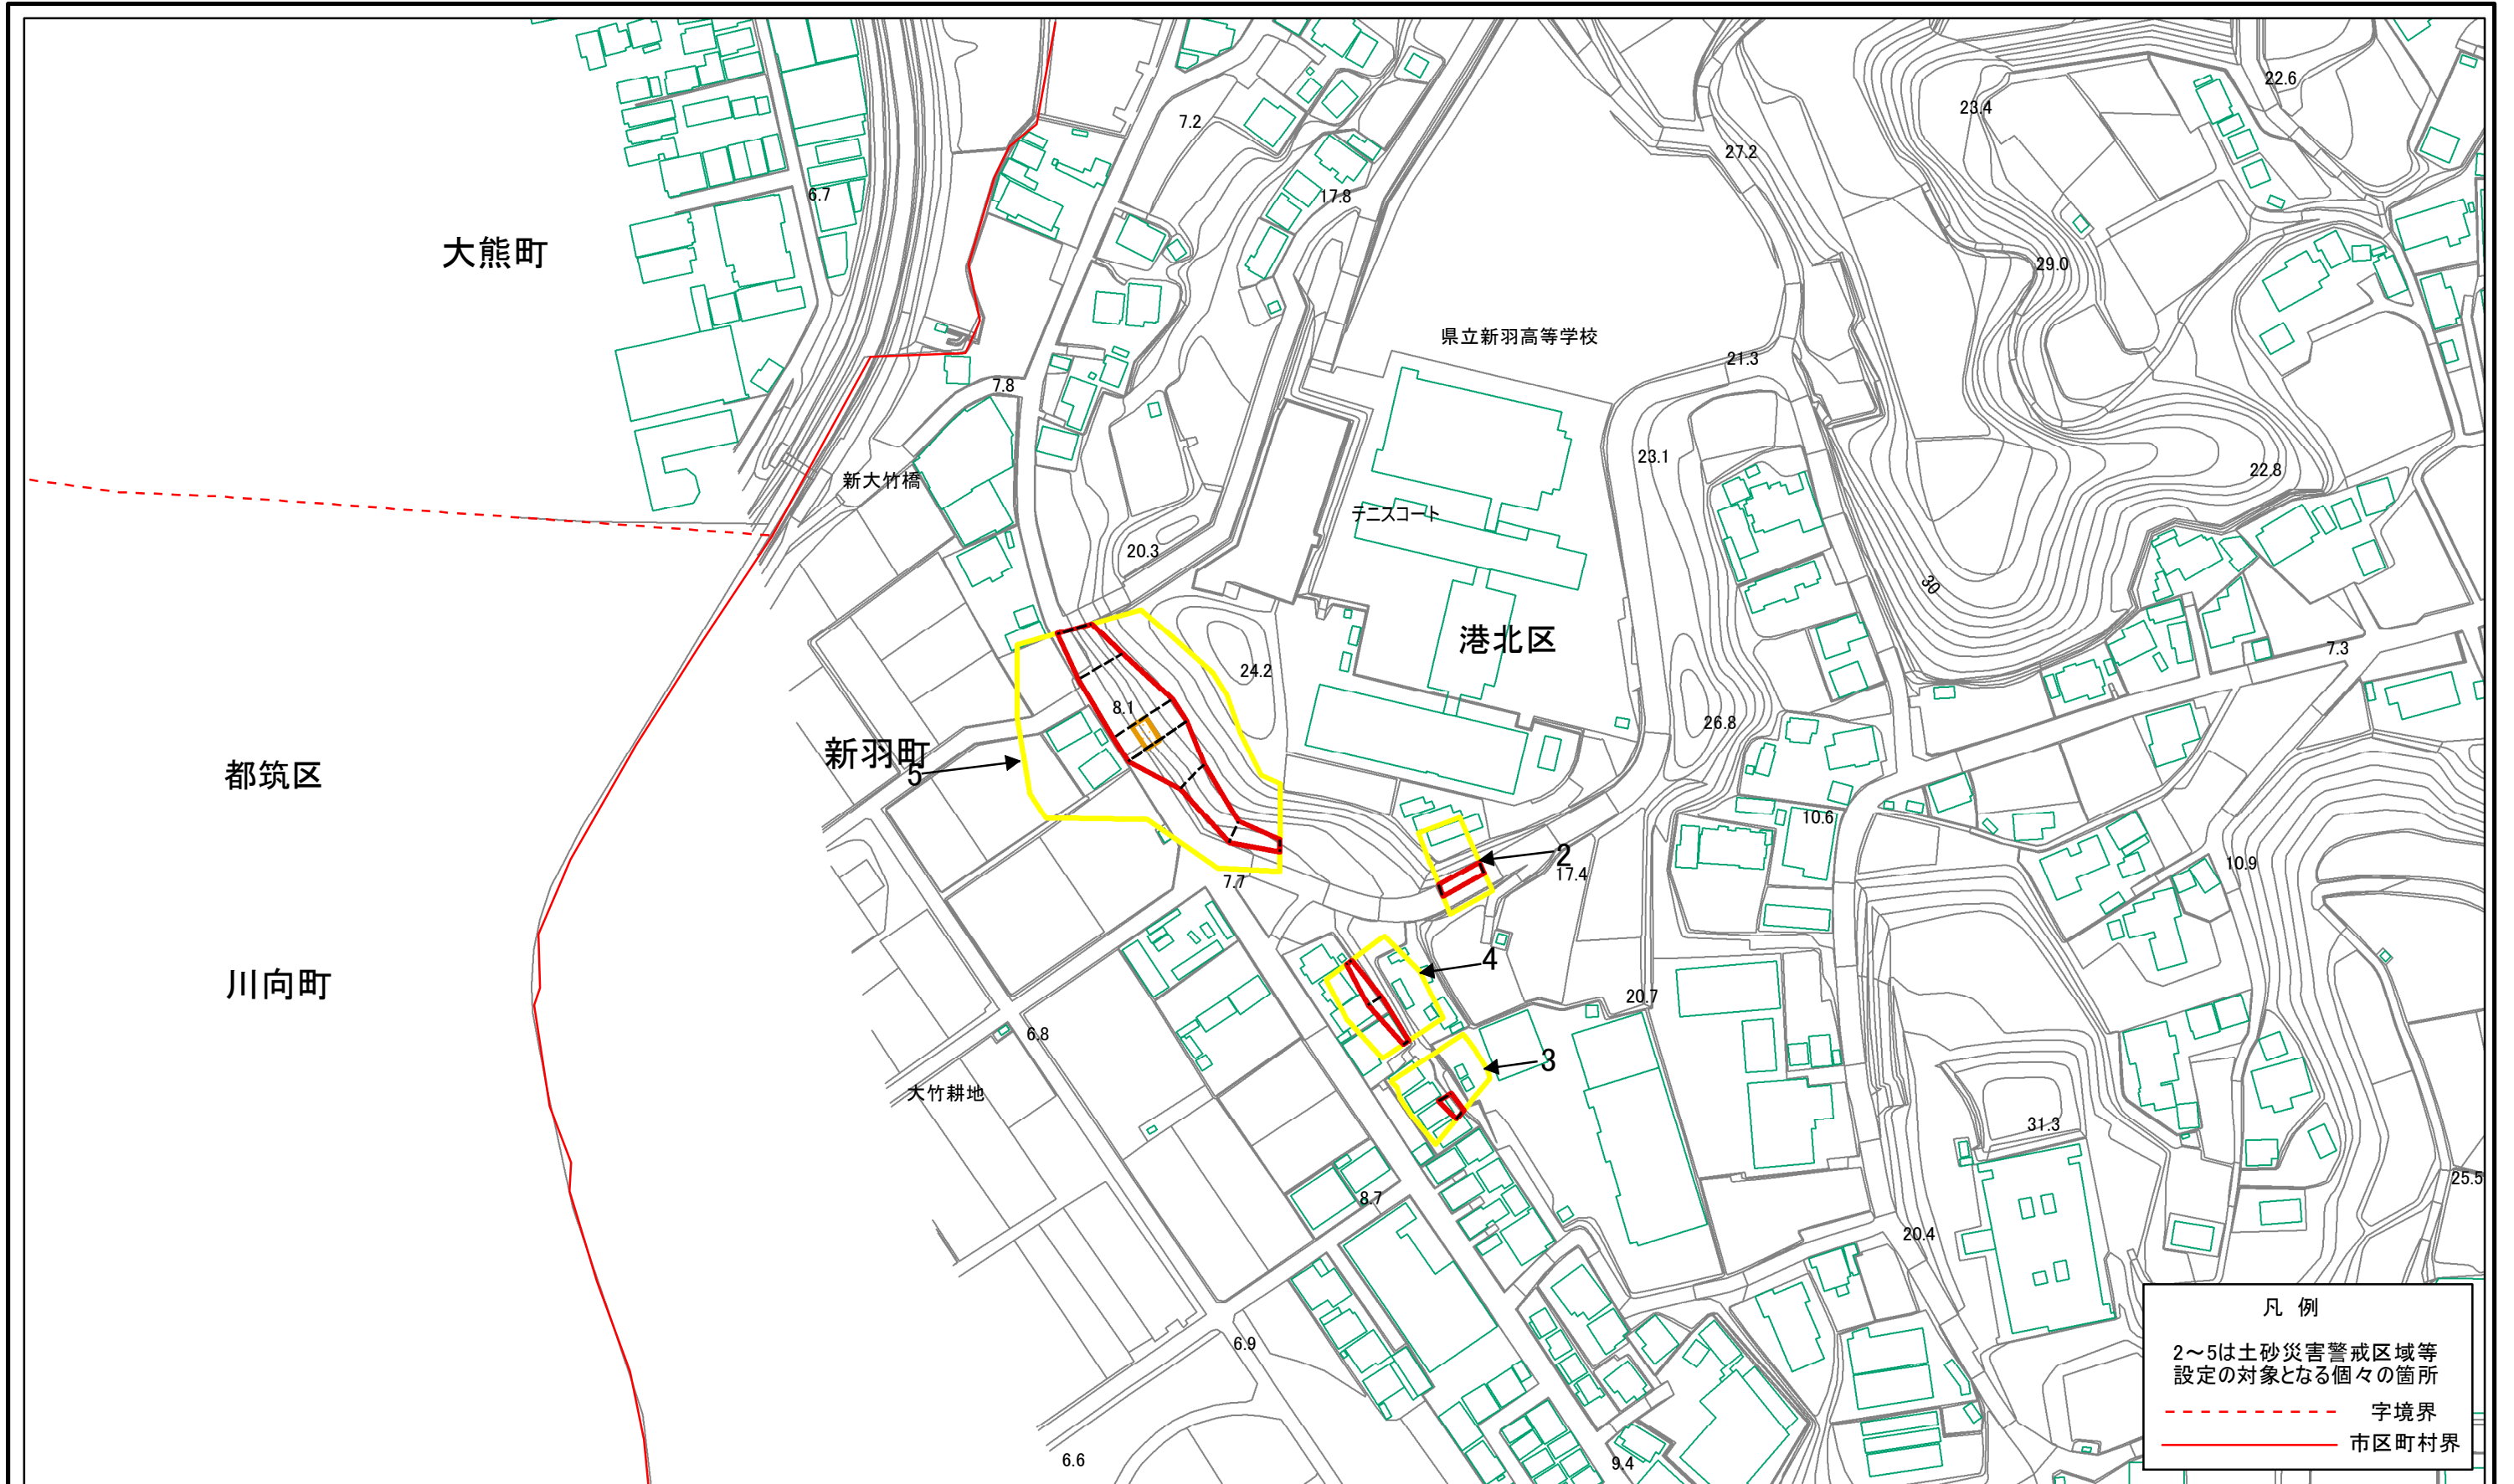 22.6
23.4
7.2
27.2
6.7
17.8
大熊町
29.0
県立新羽高等学校
21.3
7.8
23.1
22.8
新大竹橋
テニスコート
20.3
30
港北区
7.3
24.2
8.1
26.8
新羽町
都筑区
5
10.6
2
10.9
17.4
7.7
4
川向町
20.7
6.8
3
大竹耕地
31.3
25.5
8.7
20.4
6.9
6.6
9.4
凡 例
2～5は土砂災害警戒区域等
設定の対象となる個々の箇所
字境界
市区町村界